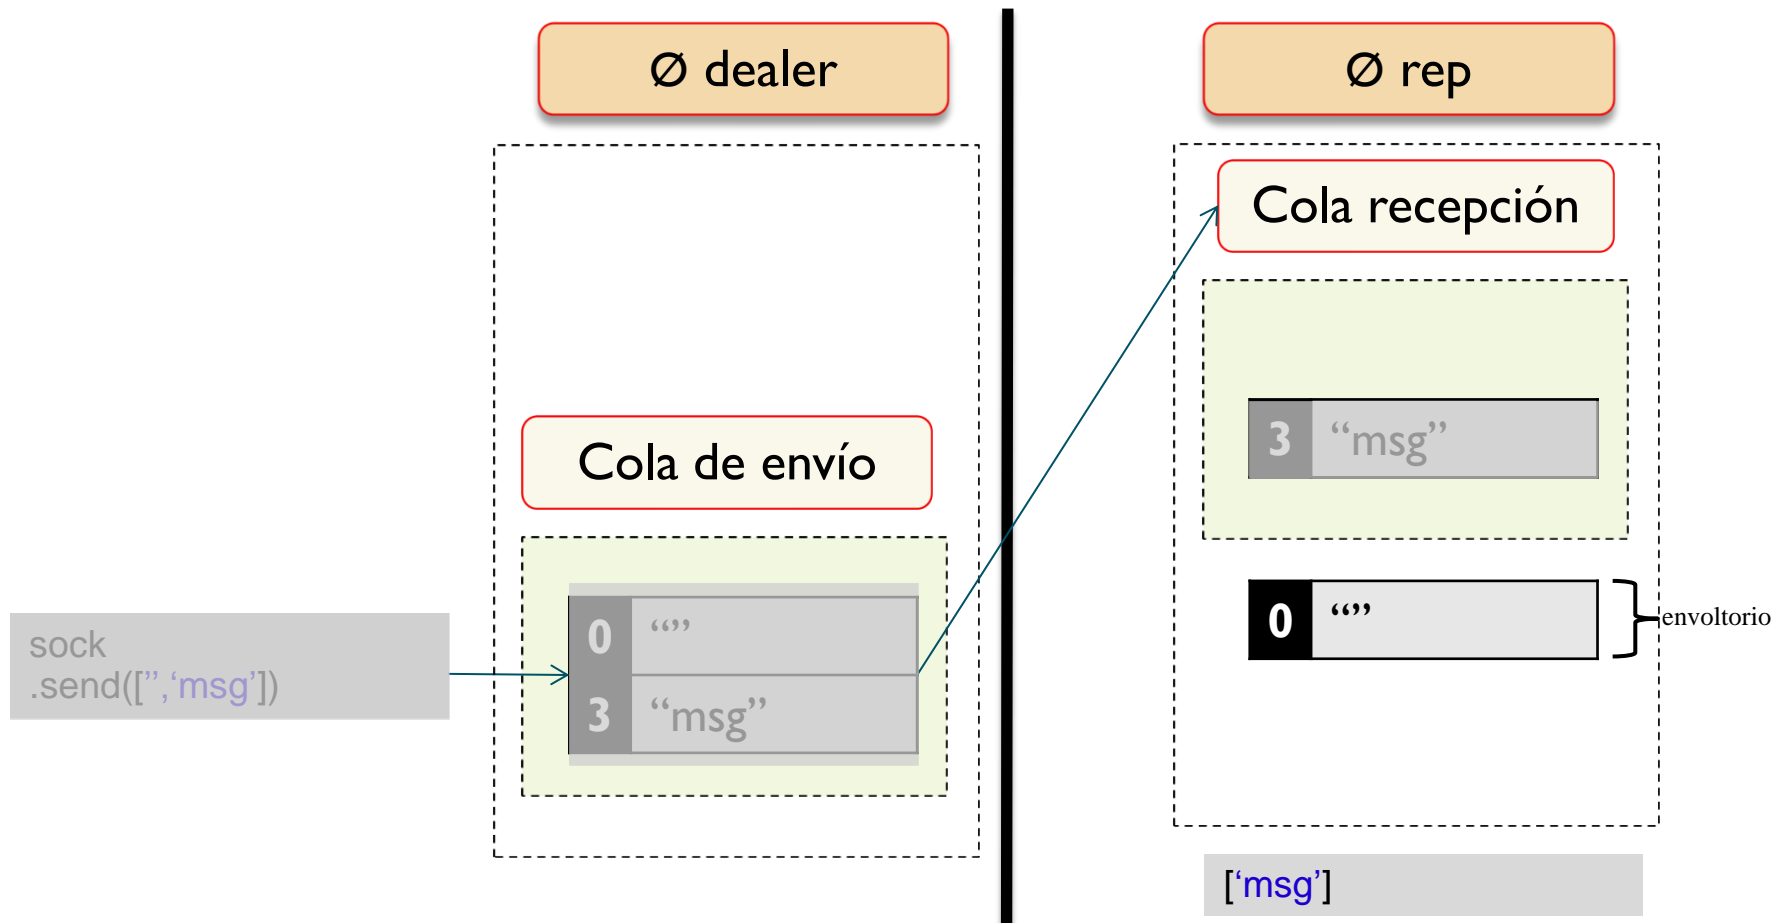 Ø dealer
Cola de envío
sock
.send(['',‘msg’])
0 “”
3 “msg”
Ø rep
Cola recepción
3 “msg”
0 “”
envoltorio
[‘msg’]